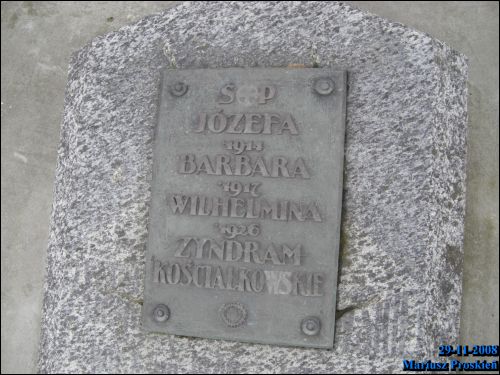 S P
JÓZEFA
1911
BARBARA
1917
WILHELMINA
1926
ZYNDRAM
KOŚCIAŁKOWSKIE
29-11-2008
Mariusz Proskień